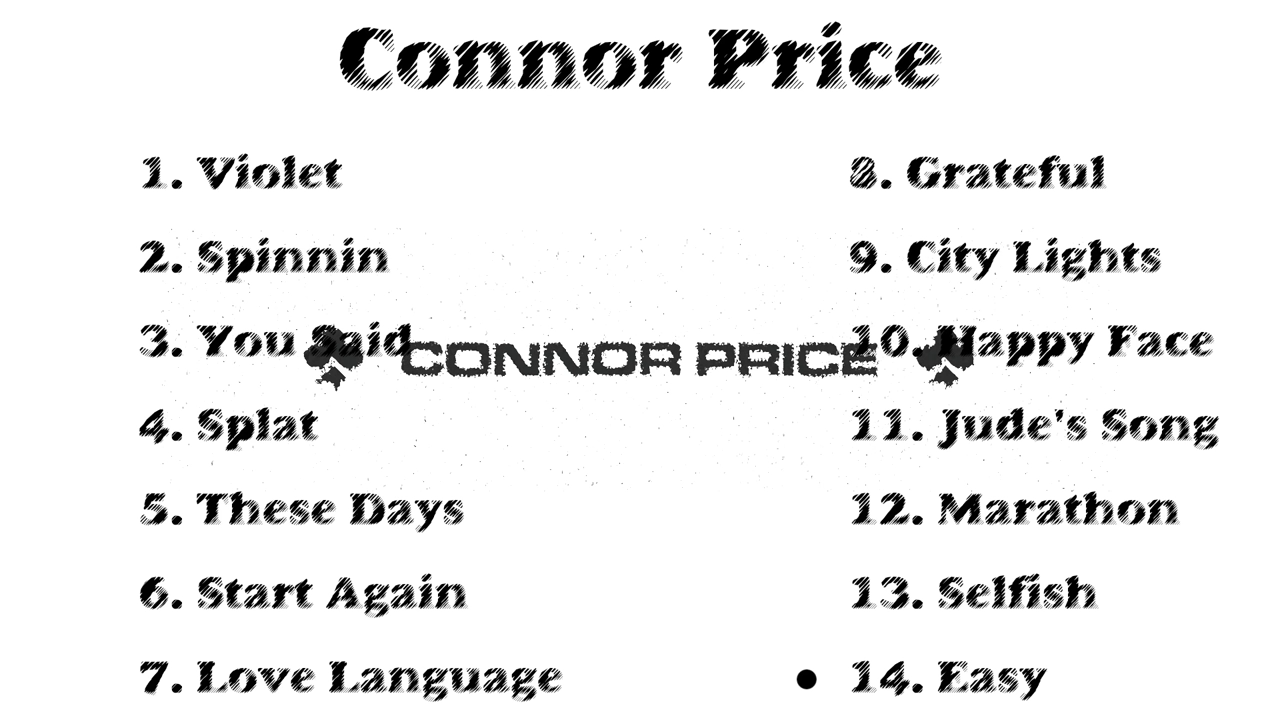 Connor Price
1. Violet
2. Spinnin
3. You Said
4. Splat
5. These Days
6. Start Again
7. Love Language
CONNOR PRICE
8. Grateful
9. City Lights
10. Happy Face
11. Jude's Song
12. Marathon
13. Selfish
• 14. Easy